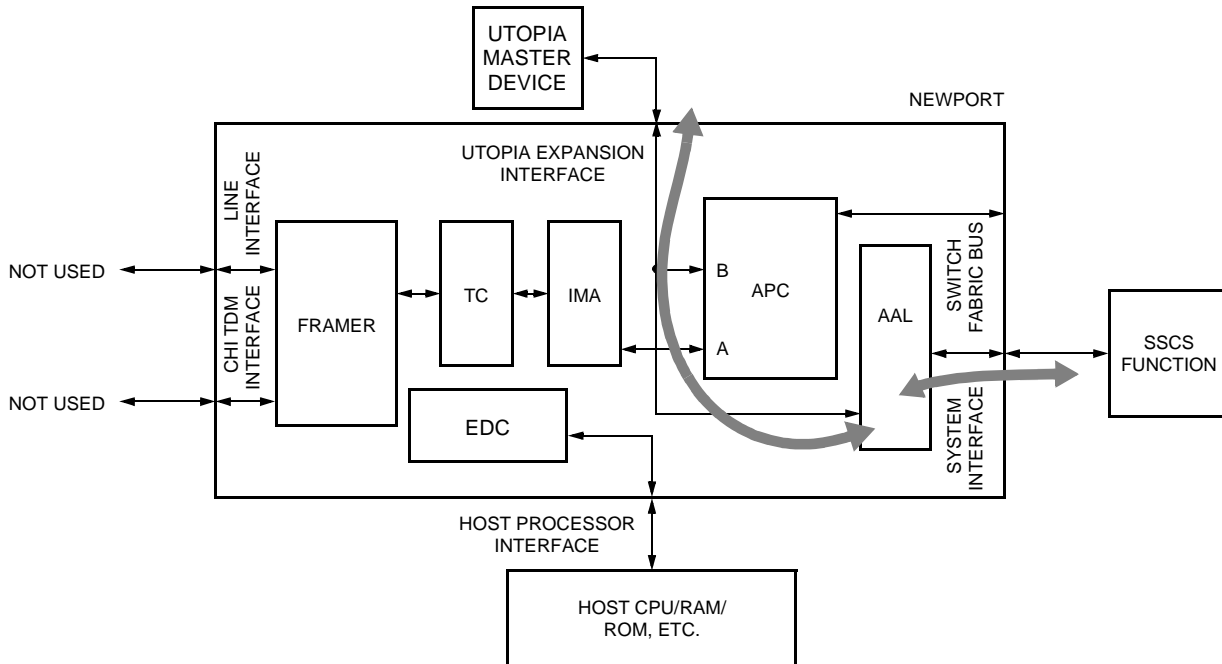 UTOPIA
MASTER
DEVICE
NEWPORT
UTOPIA EXPANSION
INTERFACE
LINE
INTERFACE
CHI TDM
INTERFACE
NOT USED
NOT USED
FRAMER
TC
IMA
B
APC
A
AAL
SWITCH
FABRIC BUS
SYSTEM
INTERFACE
SSCS
FUNCTION
EDC
HOST PROCESSOR
INTERFACE
HOST CPU/RAM/
ROM, ETC.